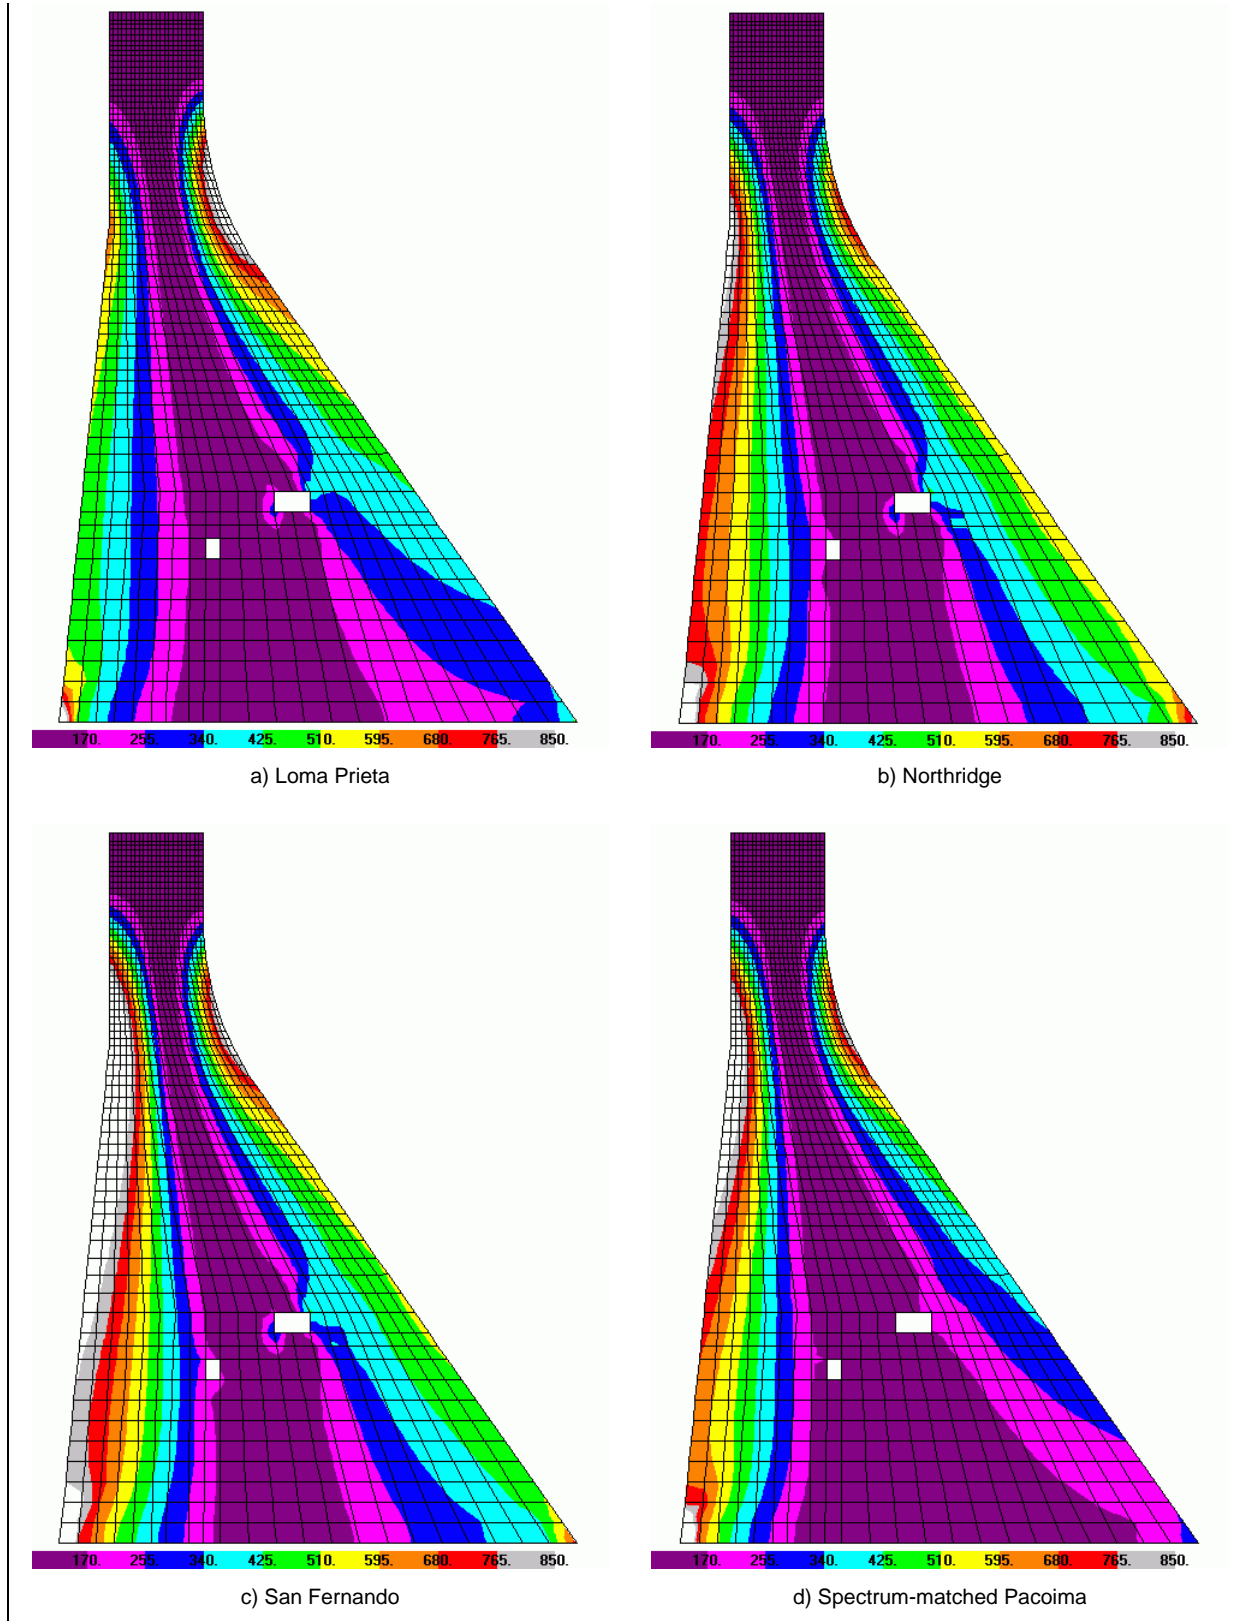 170. 255. 340. 425. 510. 595. 680. 765. 850.
170. 255. 340. 425. 510. 595. 680. 765. 850.
a) Loma Prieta
b) Northridge
170. 255. 340. 425. 510. 595. 680. 765. 850.
170. 255. 340. 425. 510. 595. 680. 765. 850.
c) San Fernando
d) Spectrum-matched Pacoima